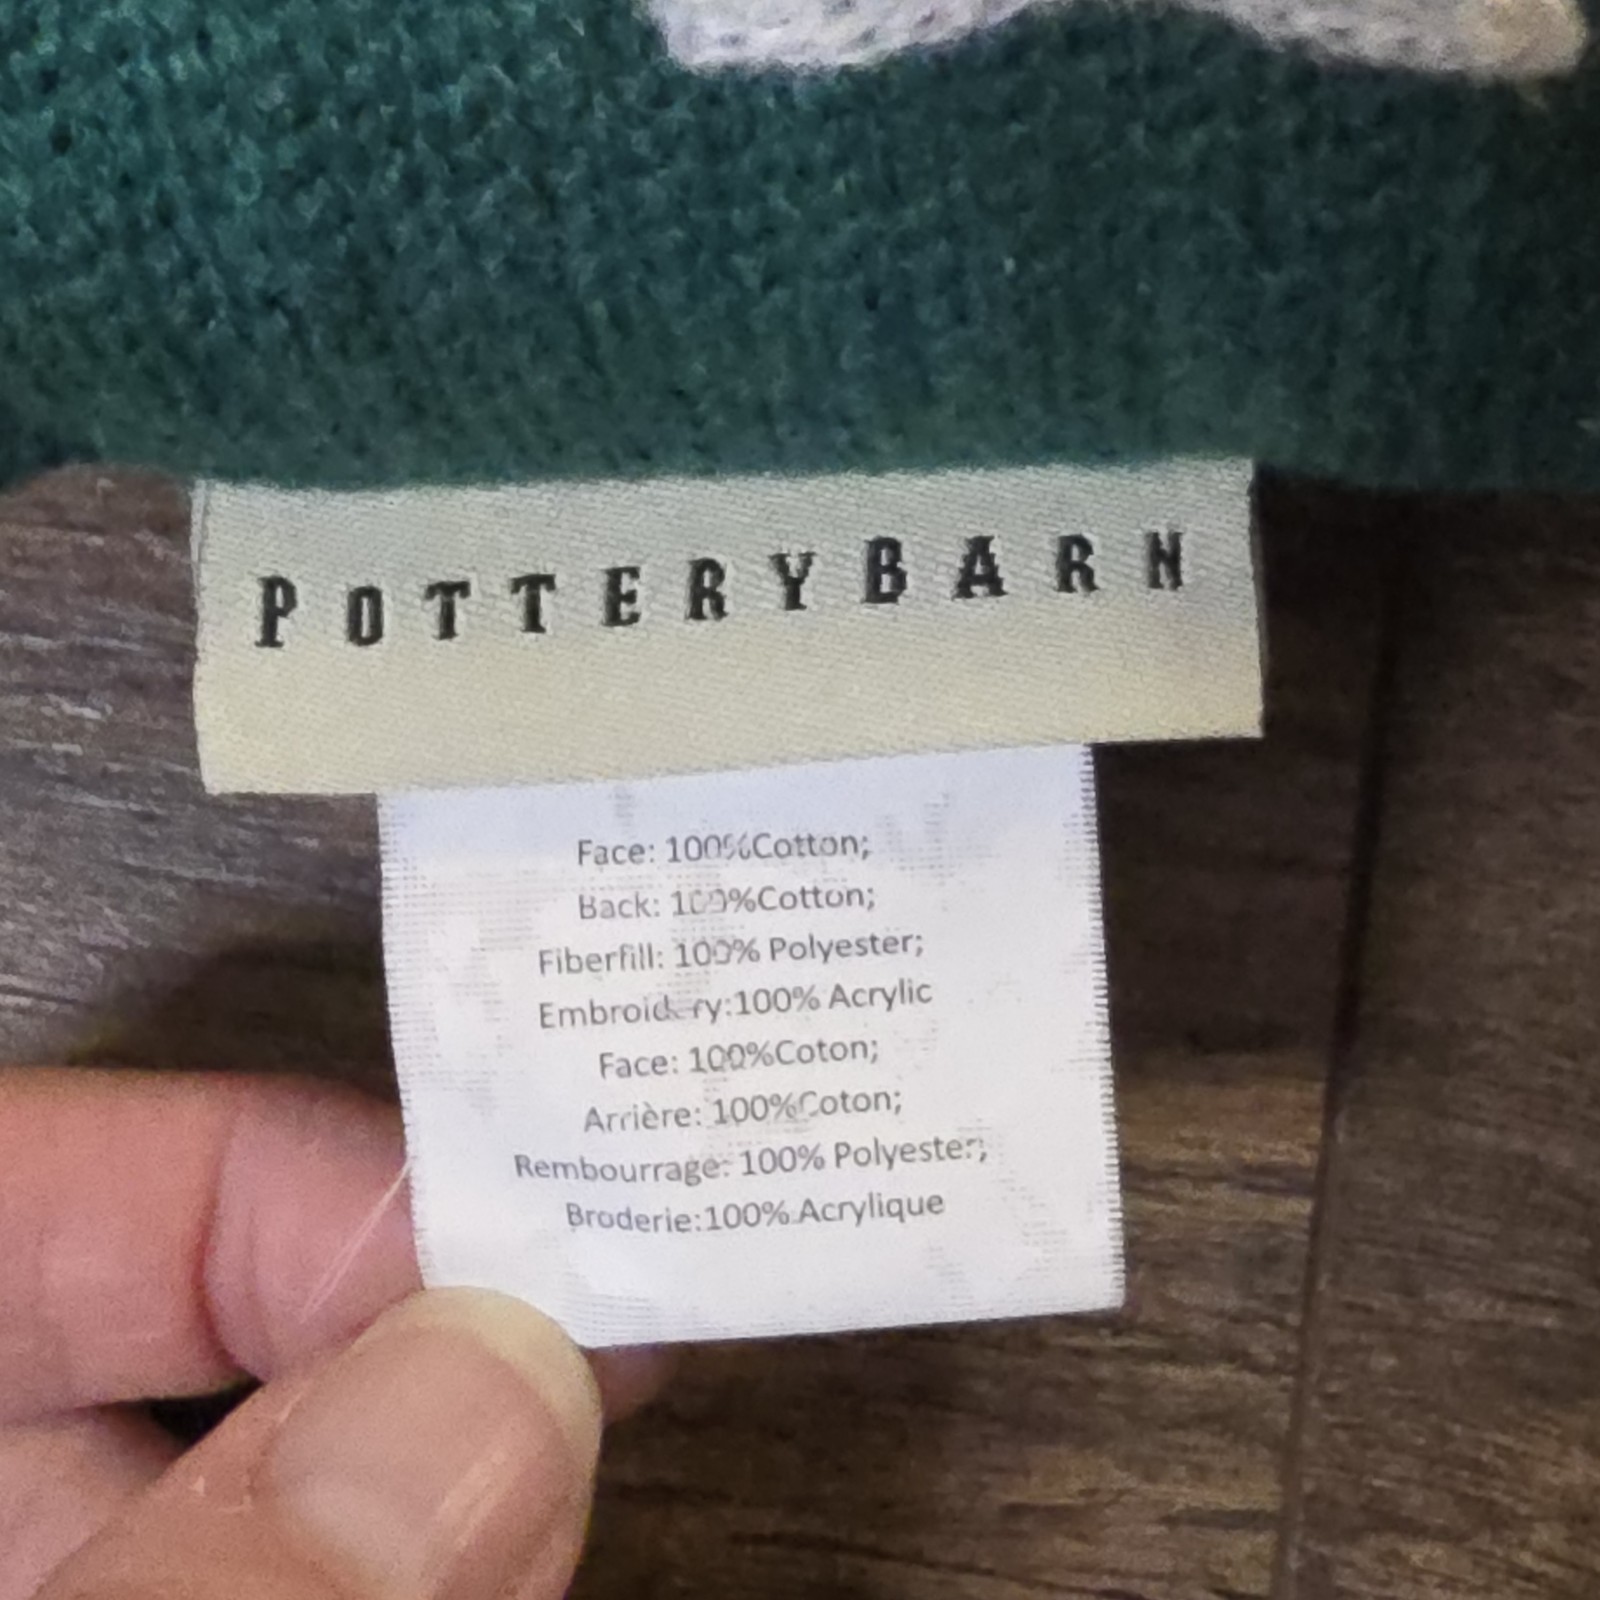 POTTERYBARN
Face: 100%Cotton;
Back: 100%Cotton;
Fiberfill: 100% Polyester;
Embroidery:100% Acrylic
Face: 100%Coton;
Arrière: 100%Coton;
Rembourrage: 100% Polyester;
Broderie:100% Acrylique